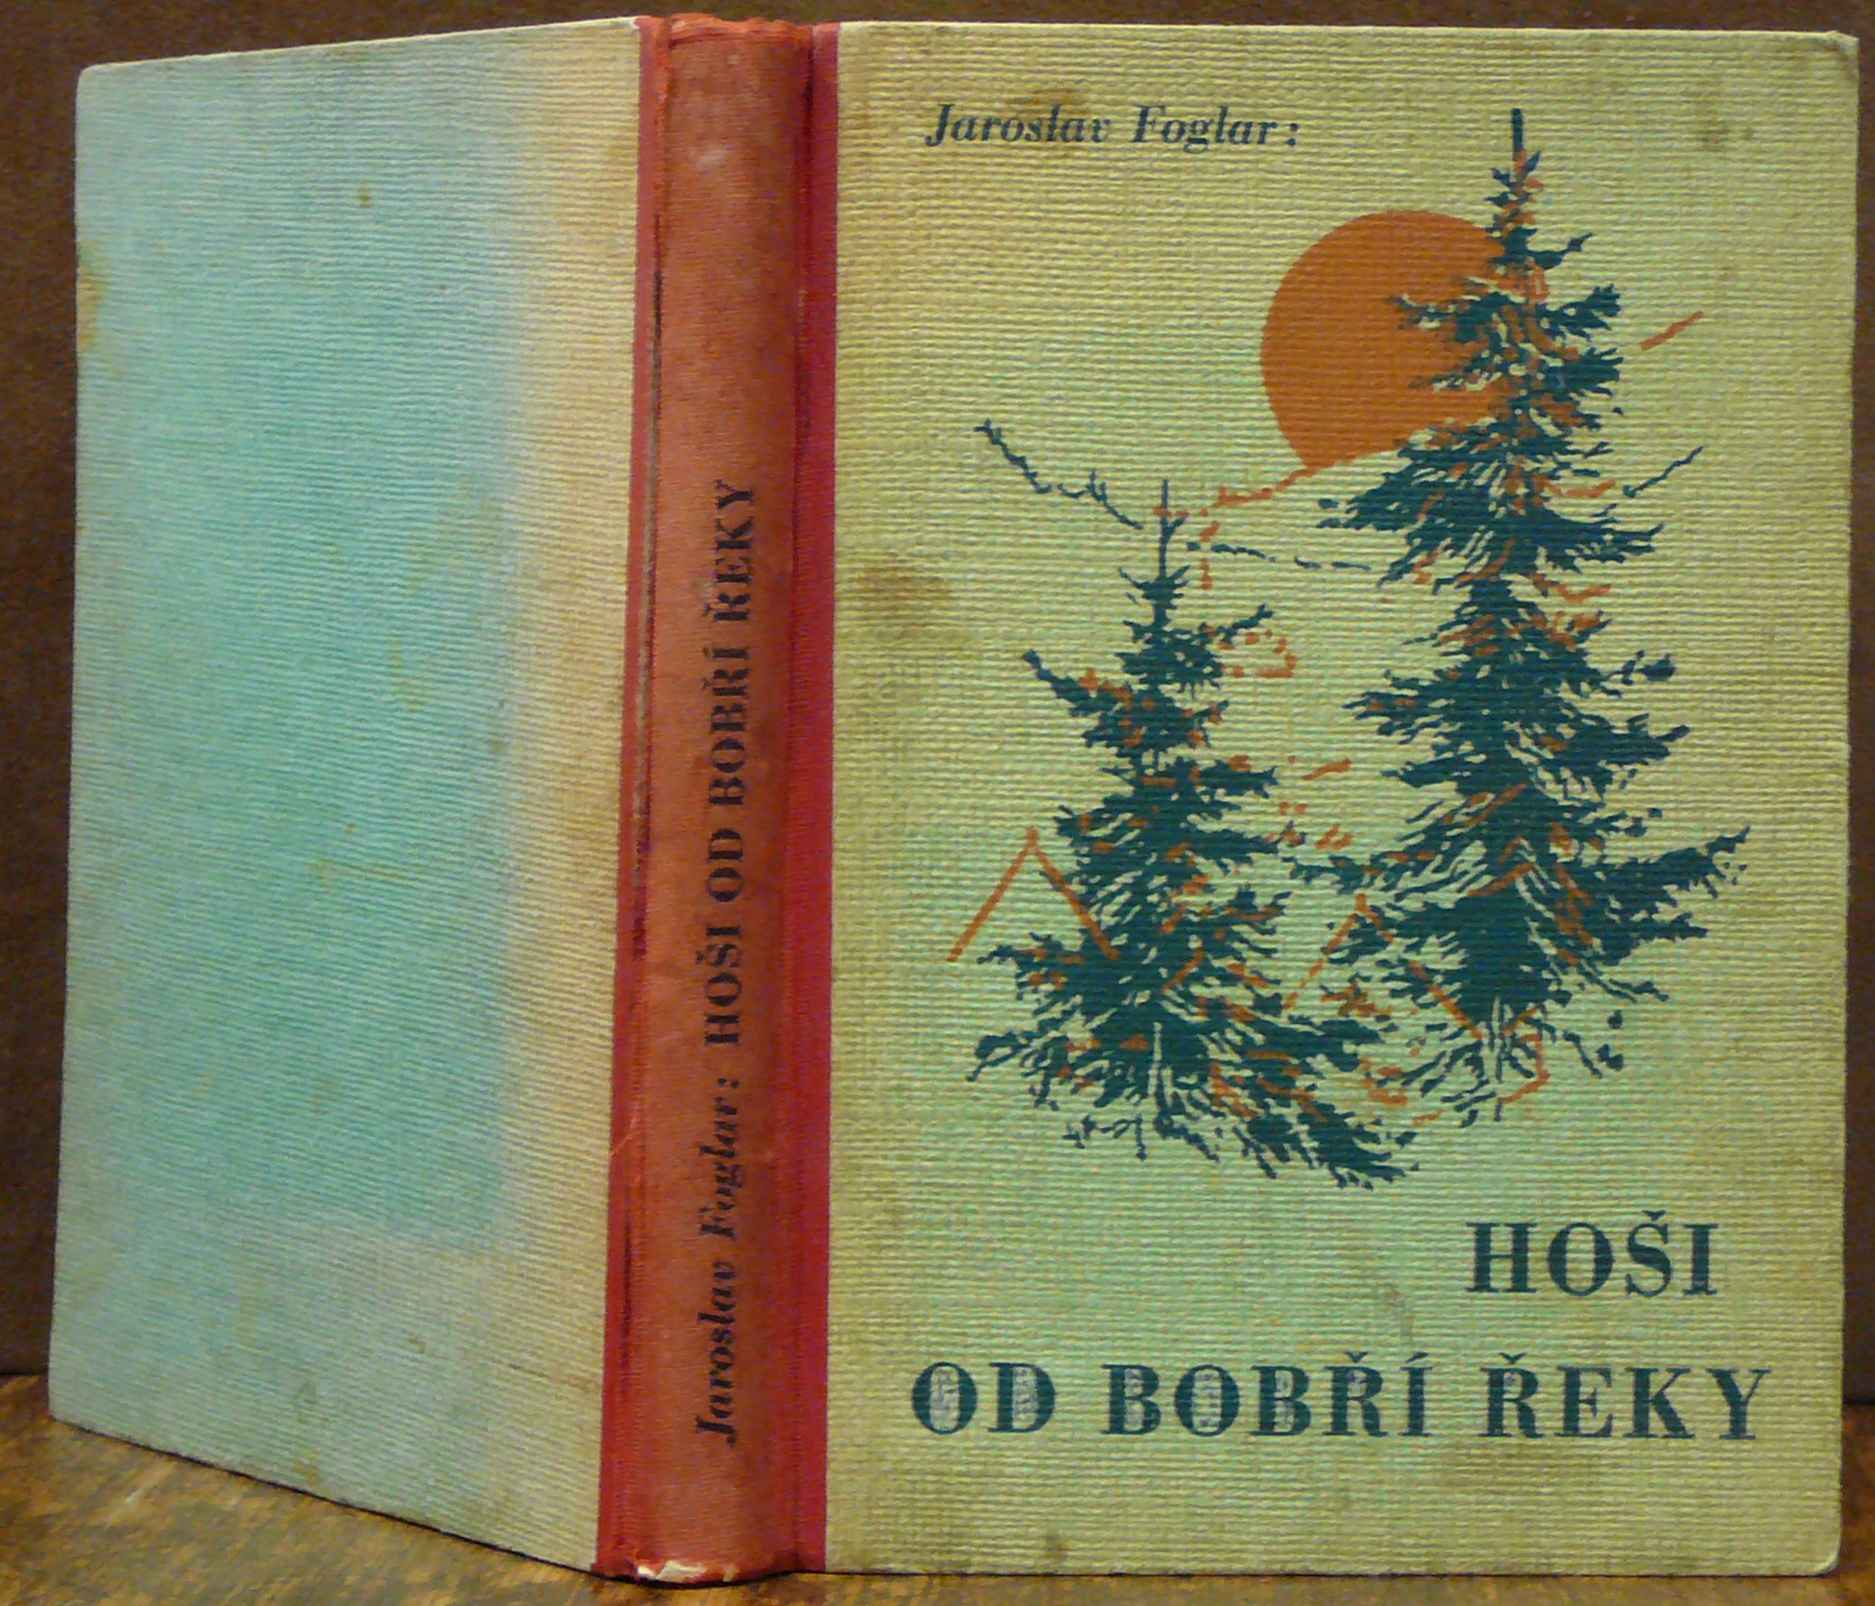 Jaroslav Foglar: HOŠI OD BOBŘÍ ŘEKY
Jaroslav Foglar:
HOŠI
OD BOBŘÍ ŘEKY